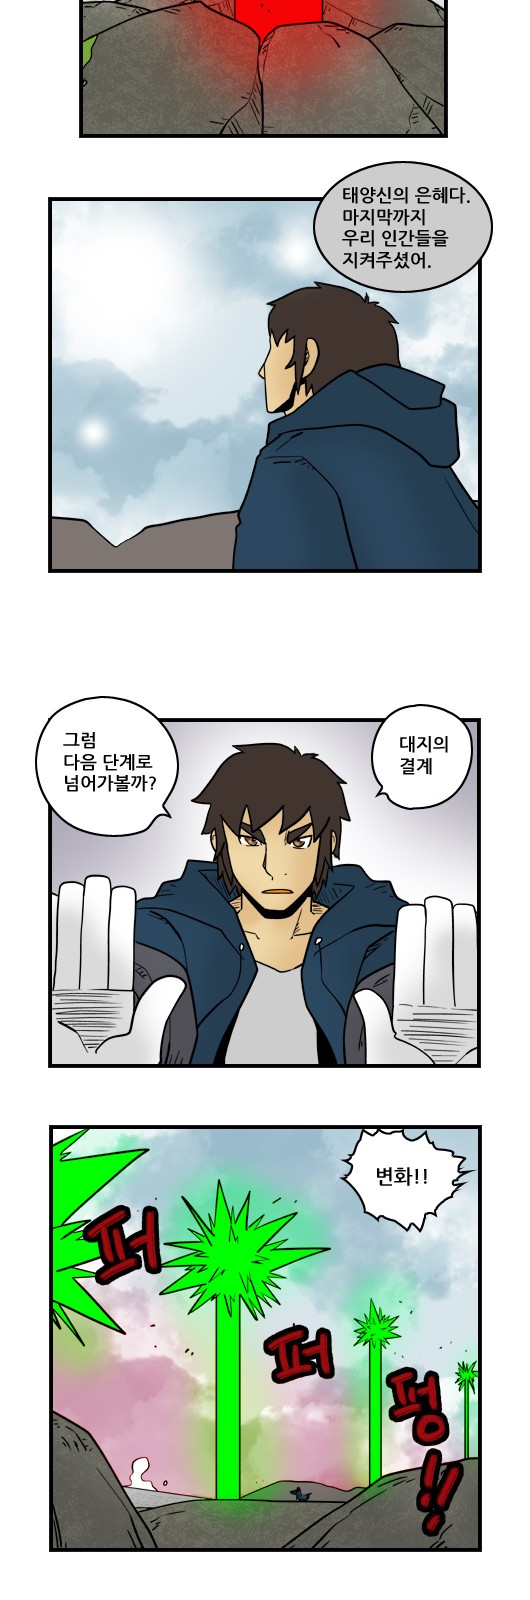 태양신의 은혜다.
마지막까지
우리 인간들을
지켜주셨어.
그럼
다음 단계로
넘어가볼까?
대지의
결계
변화!!
퍼
퍼
펑!!